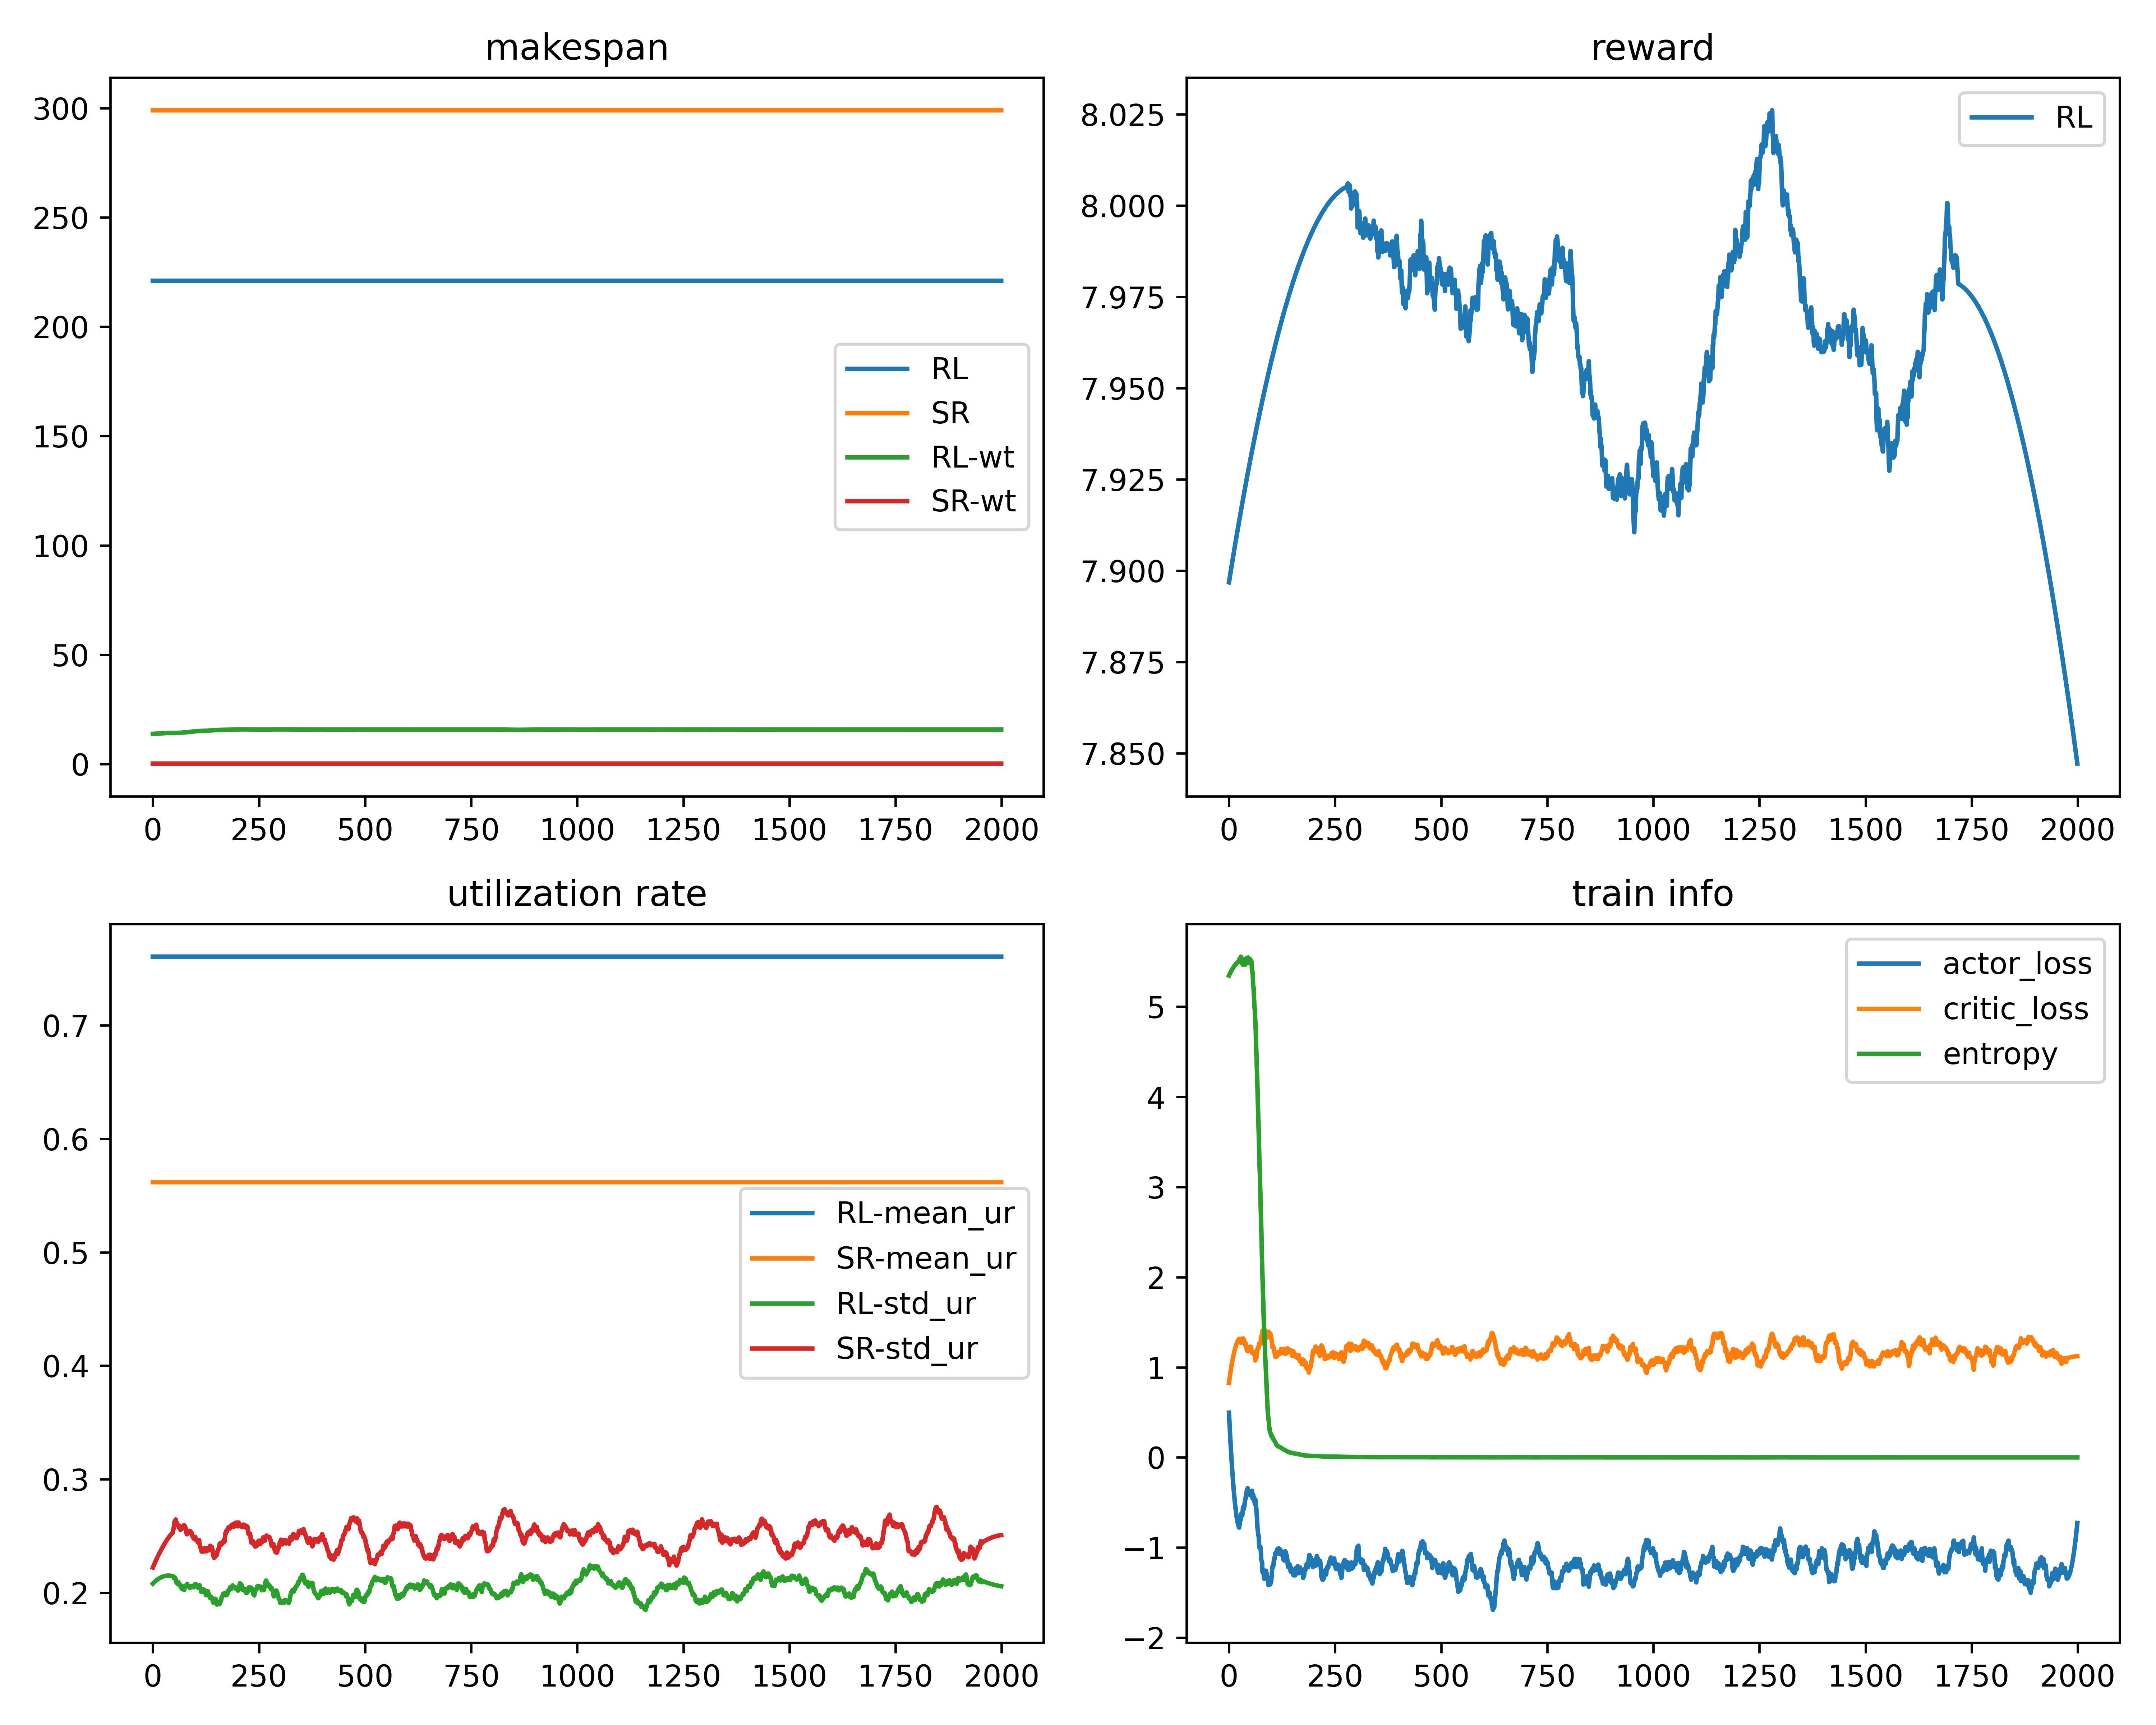 makespan
300
250
200
150
100
50
0
RL
SR
RL-wt
SR-wt
0 250 500 750 1000 1250 1500 1750 2000
reward
8.025
8.000
7.975
7.950
7.925
7.900
7.875
7.850
RL
0 250 500 750 1000 1250 1500 1750 2000
utilization rate
0.7
0.6
0.5
0.4
0.3
0.2
RL-mean_ur
SR-mean_ur
RL-std_ur
SR-std_ur
0 250 500 750 1000 1250 1500 1750 2000
train info
5
4
3
2
1
0
−1
−2
actor_loss
critic_loss
entropy
0 250 500 750 1000 1250 1500 1750 2000